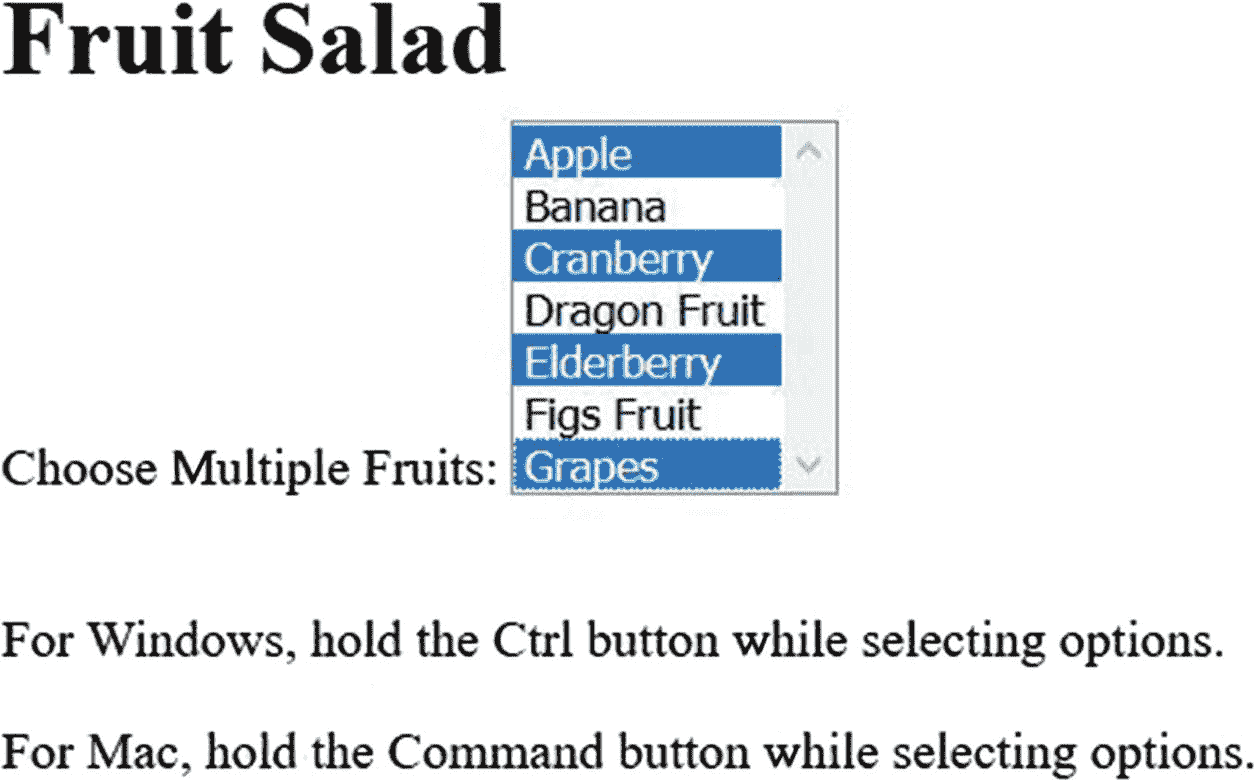 Fruit Salad
Apple
Banana
Cranberry
Dragon Fruit
Elderberry
Figs Fruit
Choose Multiple Fruits: Grapes
For Windows, hold the Ctrl button while selecting options.
For Mac, hold the Command button while selecting options.